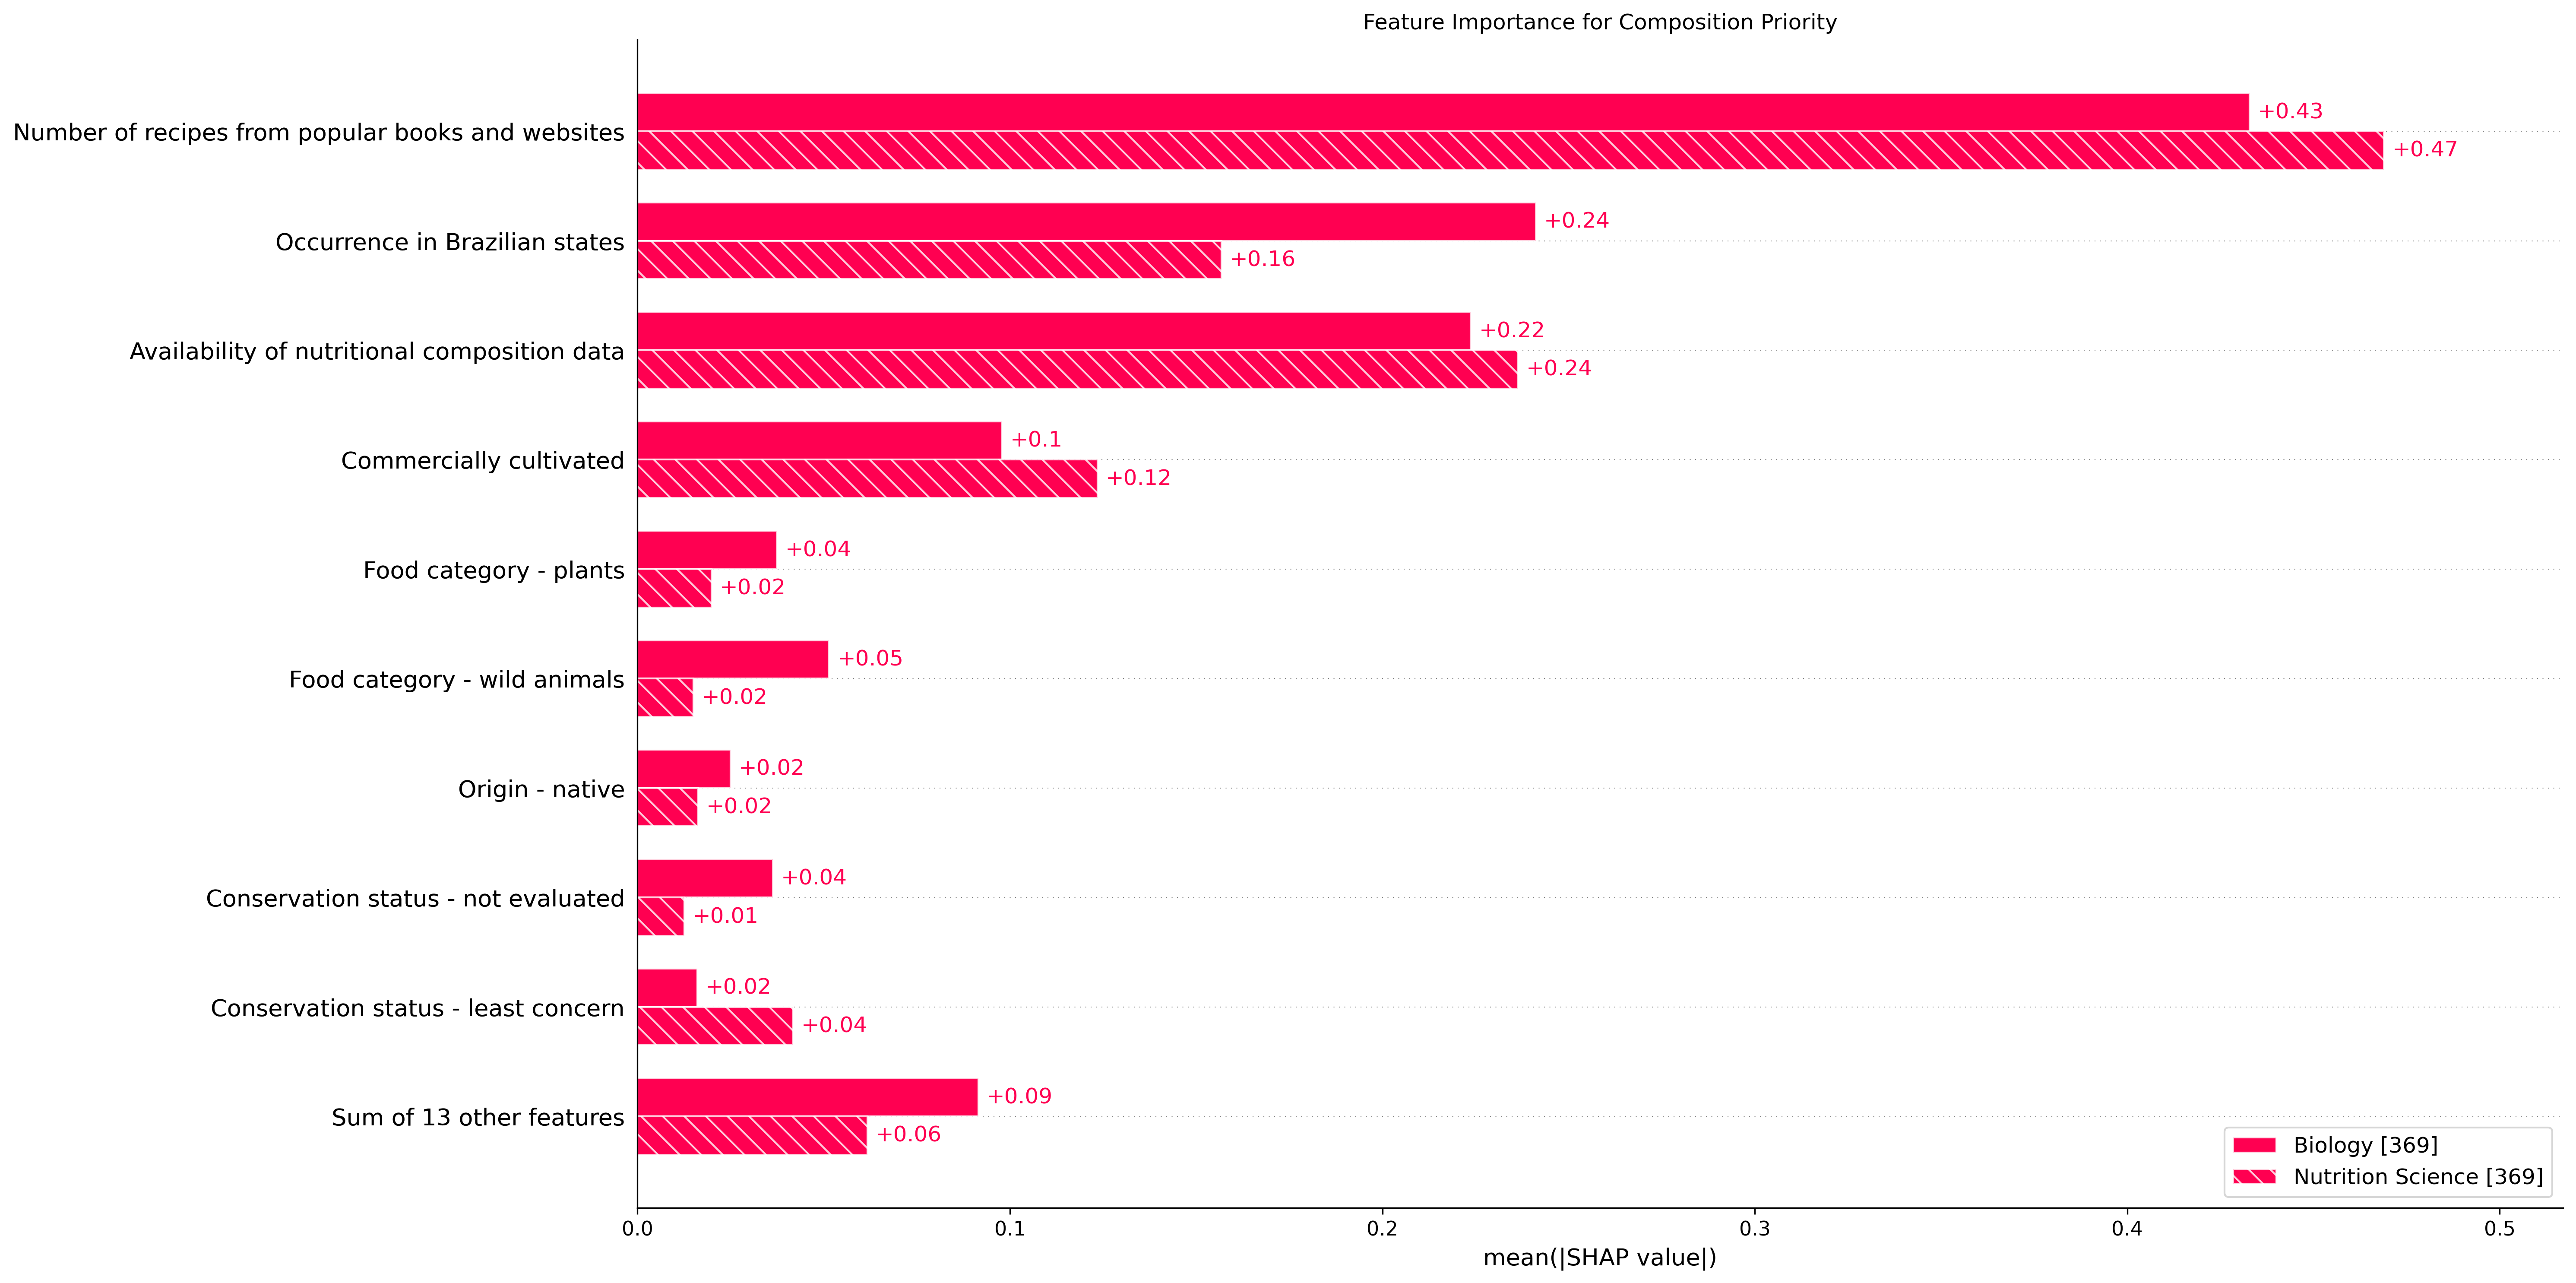 Feature Importance for Composition Priority
Number of recipes from popular books and websites
+0.43
+0.47
Occurrence in Brazilian states
+0.24
+0.16
Availability of nutritional composition data
+0.22
+0.24
Commercially cultivated
+0.1
+0.12
Food category - plants
+0.04
+0.02
Food category - wild animals
+0.05
+0.02
Origin - native
+0.02
+0.02
Conservation status - not evaluated
+0.04
+0.01
Conservation status - least concern
+0.02
+0.04
Sum of 13 other features
+0.09
+0.06
Biology [369]
Nutrition Science [369]
0.0 0.1 0.2 0.3 0.4 0.5
mean(|SHAP value|)